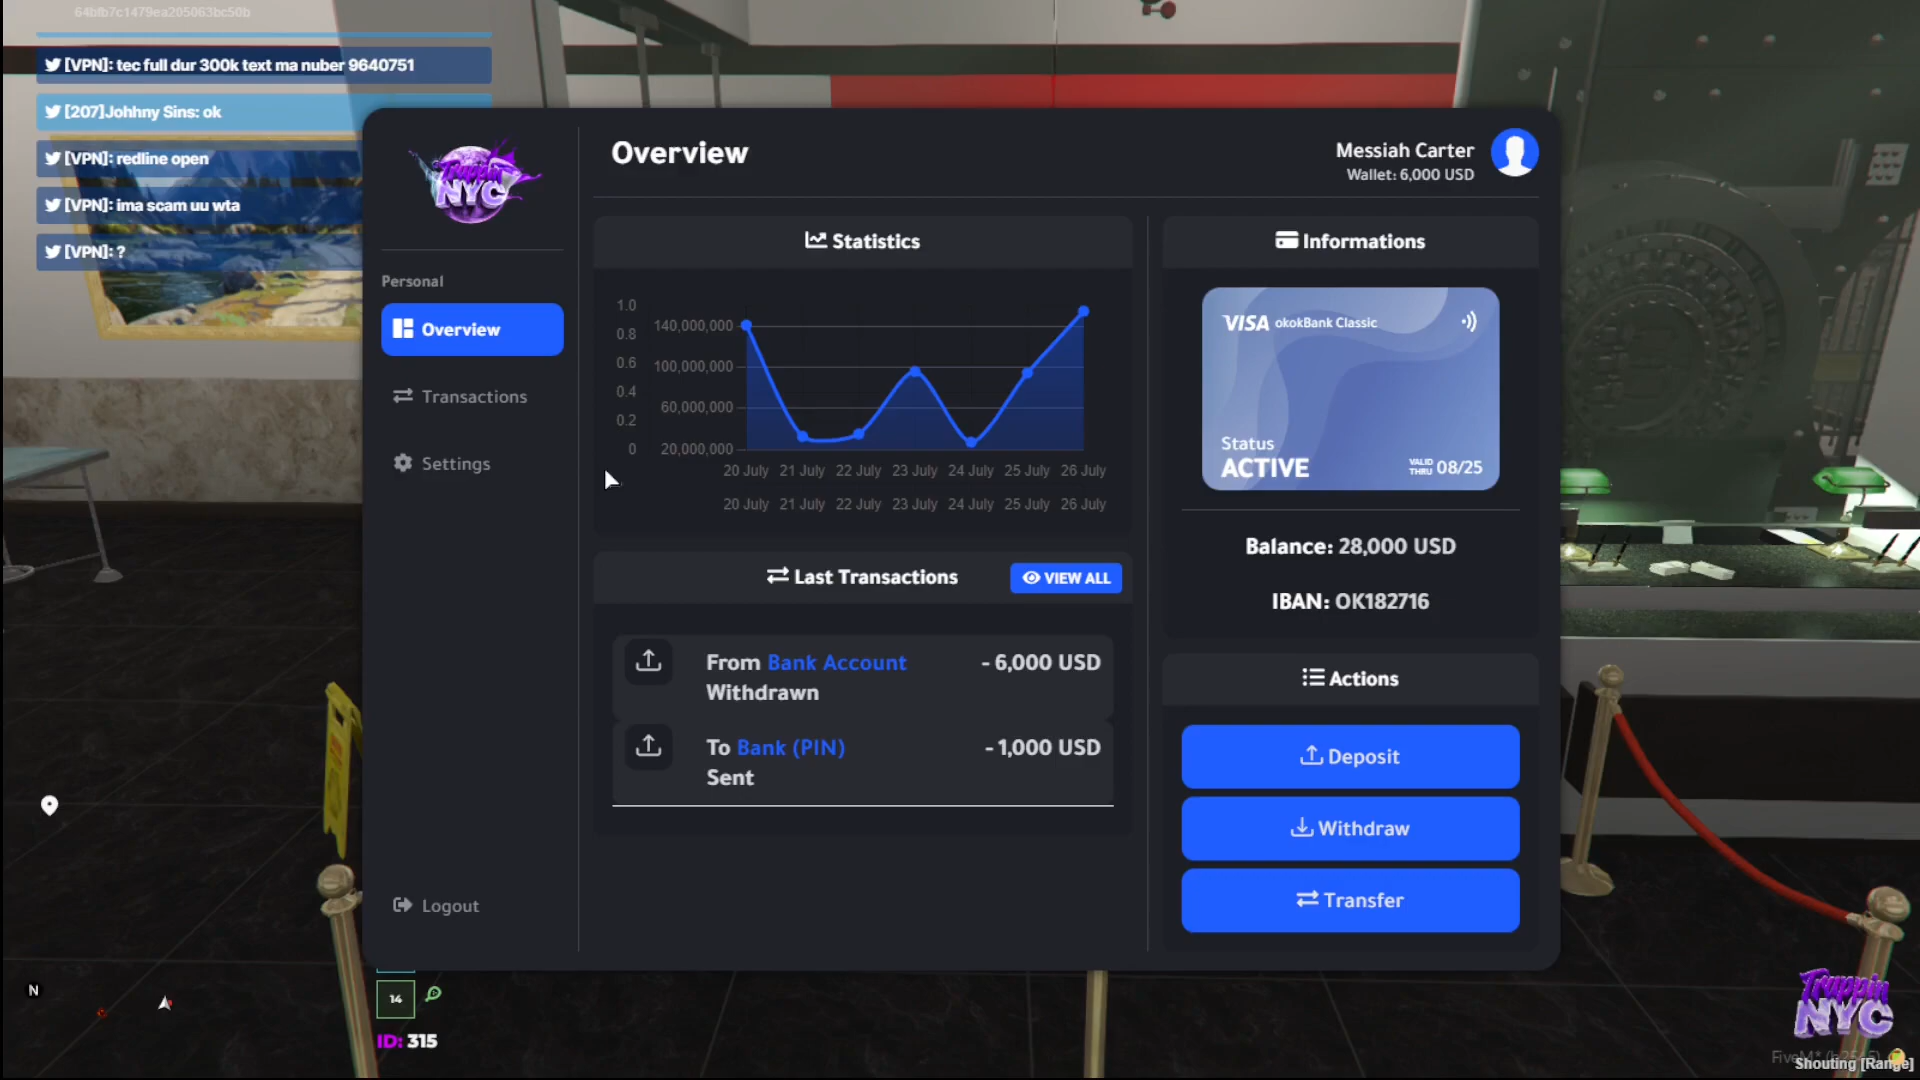 64bfb7c1479ea205063bc50b
[VPN]: tec full dur 300k text ma nuber 9640751
[207]Johhny Sins: ok
[VPN]: redline open
[VPN]: ima scam uu wta
[VPN]: ?
Trappin
NYC
Personal
Overview
Transactions
Settings
Logout
Overview
Messiah Carter
Wallet: 6,000 USD
Statistics
1.0
0.8
0.6
0.4
0.2
0
140,000,000
100,000,000
60,000,000
20,000,000
20 July 21 July 22 July 23 July 24 July 25 July 26 July
20 July 21 July 22 July 23 July 24 July 25 July 26 July
Last Transactions
VIEW ALL
From Bank Account
Withdrawn
- 6,000 USD
To Bank (PIN)
Sent
- 1,000 USD
Informations
VISA okokBank Classic
Status
ACTIVE
VALID THRU 08/25
Balance: 28,000 USD
IBAN: OK182716
Actions
Deposit
Withdraw
Transfer
N
14
ID: 315
Trappin
NYC
Shouting [Range]